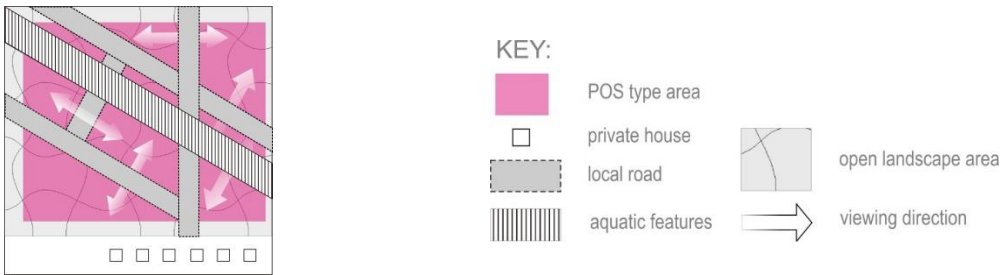 KEY:
POS type area
private house
local road
open landscape area
aquatic features
viewing direction